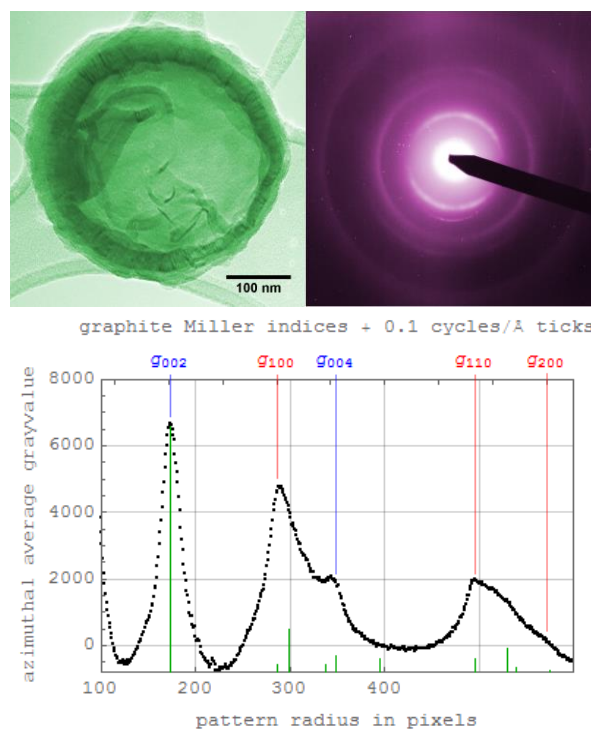 100 nm
graphite Miller indices + 0.1 cycles/Å ticks
g002 g100 g004 g110 g200
8000
6000
4000
2000
0
azimuthal average grayvalue
100 200 300 400
pattern radius in pixels